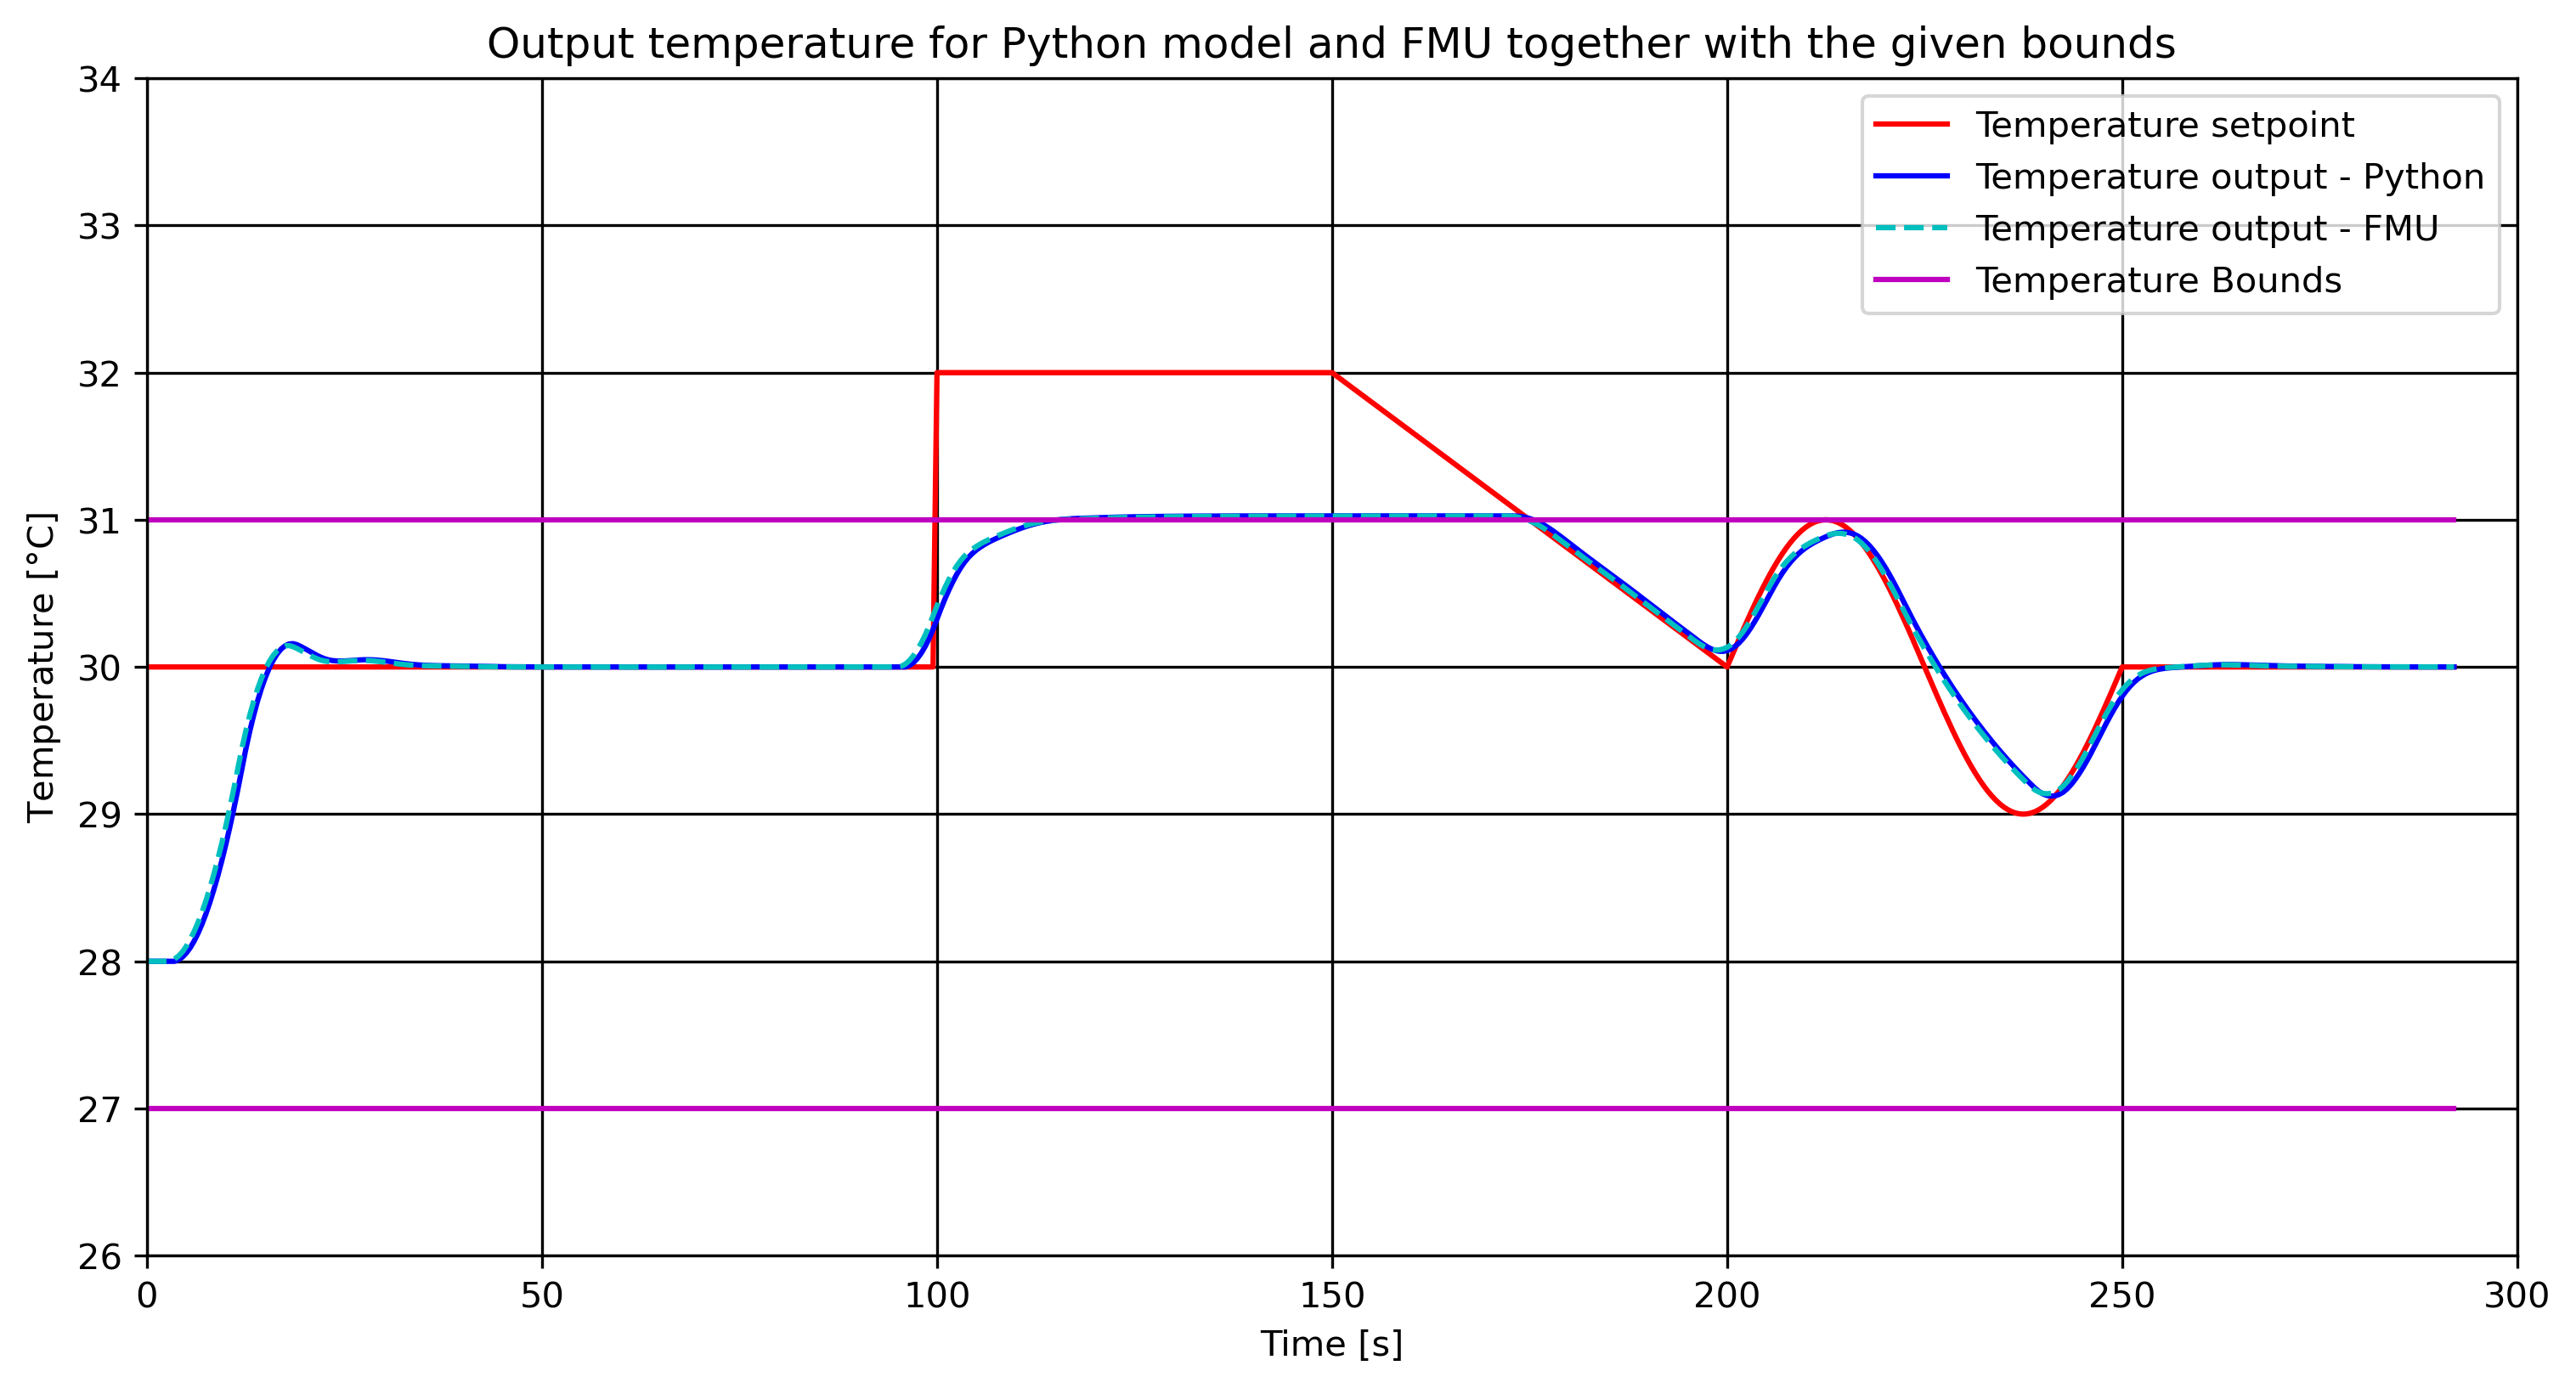 Output temperature for Python model and FMU together with the given bounds
34
33
32
31
30
29
28
27
26
Temperature [°C]
Temperature setpoint
Temperature output - Python
Temperature output - FMU
Temperature Bounds
0 50 100 150 200 250 300
Time [s]